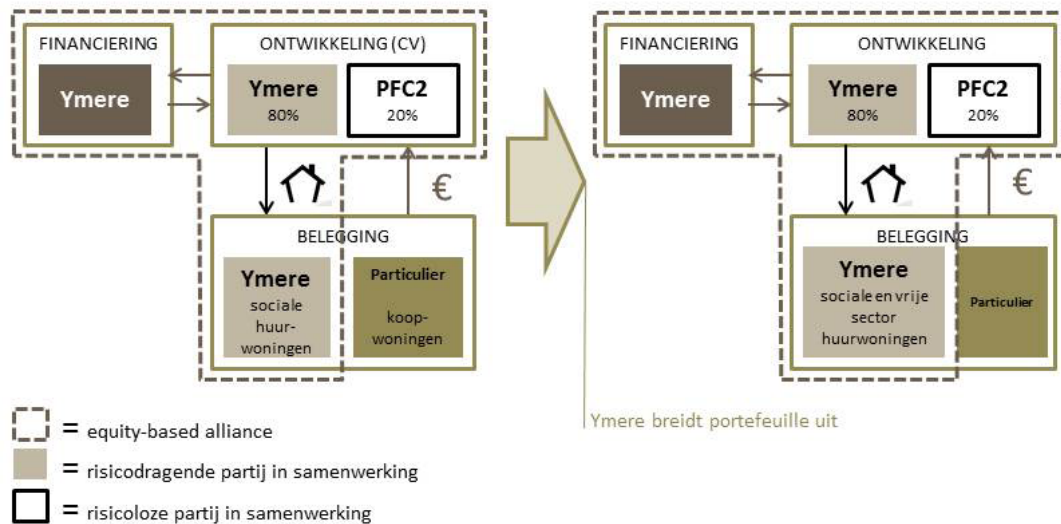 FINANCIERING
Ymere
ONTWIKKELING (CV)
Ymere
80%
PFC2
20%
€
BELEGGING
Ymere
sociale
huur-
woningen
Particulier
koop-
woningen
FINANCIERING
Ymere
ONTWIKKELING
Ymere
80%
PFC2
20%
€
BELEGGING
Ymere
sociale en vrije
sector
huurwoningen
Particulier
Ymere breidt portefeuille uit
= equity-based alliance
= risicodragende partij in samenwerking
= risicoloze partij in samenwerking